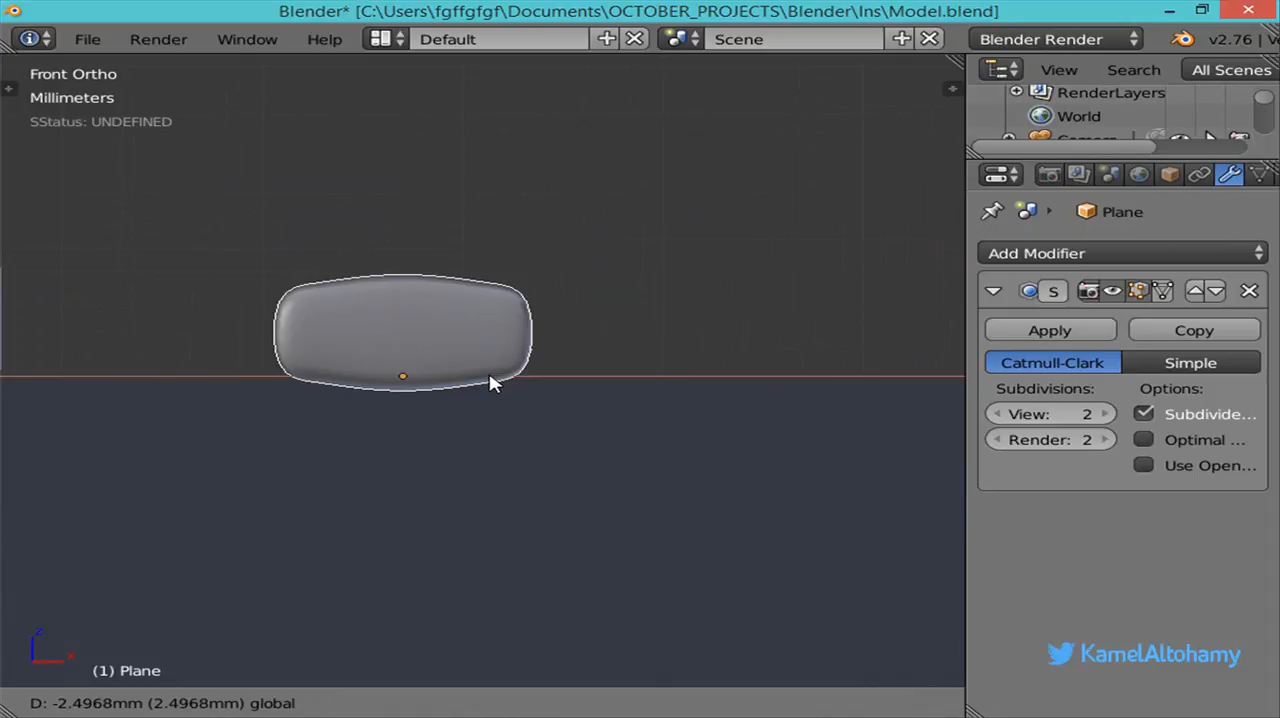 Blender* [C:\Users\fgffgfgf\Documents\OCTOBER_PROJECTS\Blender\Ins\Model.blend]
File Render Window Help Default Scene Blender Render v2.76
Front Ortho
Millimeters
SStatus: UNDEFINED
View Search All Scenes
RenderLayers
World
Plane
Add Modifier
S
Apply Copy
Catmull-Clark Simple
Subdivisions: Options:
View: 2 Subdivide...
Render: 2 Optimal ...
Use Open...
z
x
KamelAltohamy
(1) Plane
D: -2.4968mm (2.4968mm) global